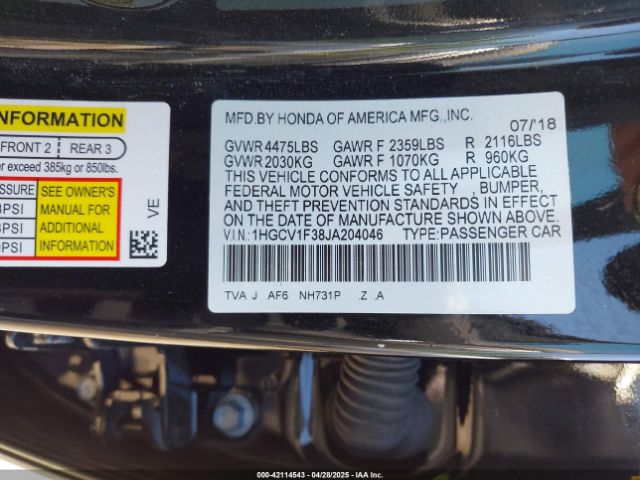 INFORMATION
FRONT 2 REAR 3
er exceed 385kg or 850lbs.
SSURE SEE OWNER'S
PSI MANUAL FOR
PSI ADDITIONAL
PSI INFORMATION
VE
MFD.BY HONDA OF AMERICA MFG.,INC.
07/'18
GVWR 4475LBS GAWR F 2359LBS R 2116LBS
GVWR 2030KG GAWR F 1070KG R 960KG
THIS VEHICLE CONFORMS TO ALL APPLICABLE
FEDERAL MOTOR VEHICLE SAFETY , BUMPER,
AND THEFT PREVENTION STANDARDS IN EFFECT
ON THE DATE OF MANUFACTURE SHOWN ABOVE.
V.I.N.: 1HGCV1F38JA204046 TYPE:PASSENGER CAR
TVA J AF6 NH731P .Z .A
000-42114543 | 04/28/2025 - IAA Inc.